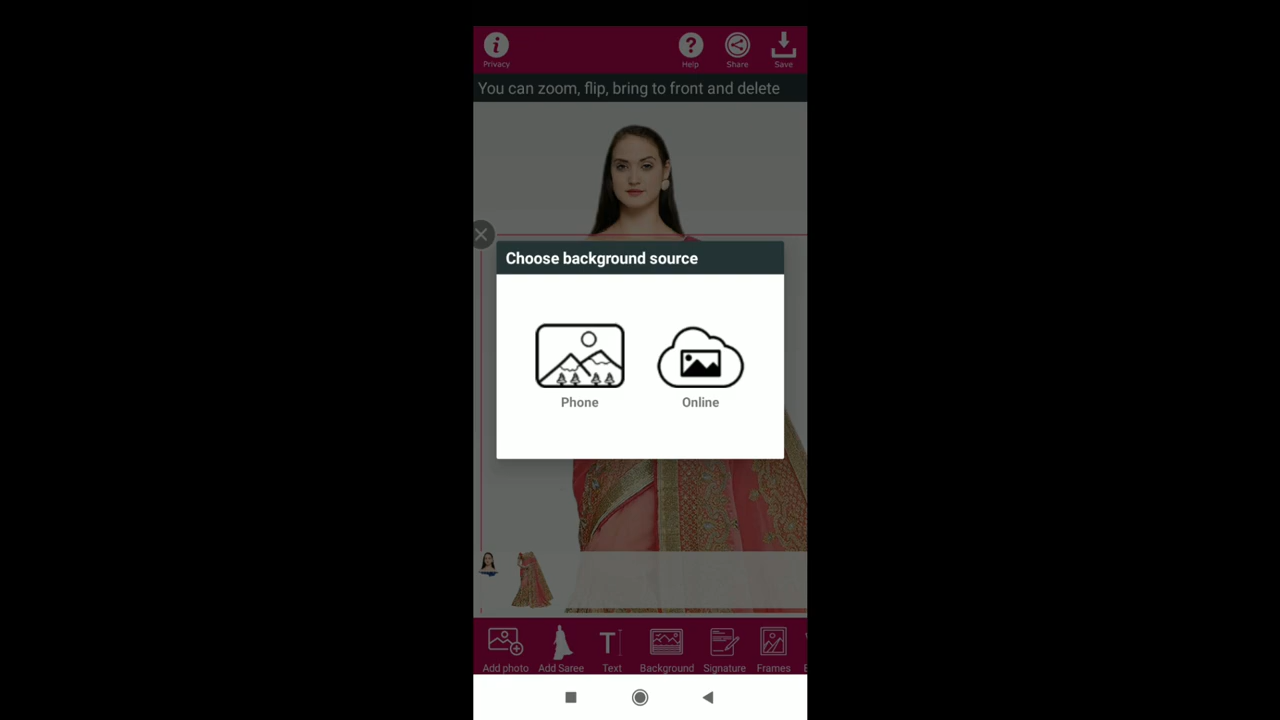 Privacy
Help
Share
Save
You can zoom, flip, bring to front and delete
Choose background source
Phone
Online
Add photo
Add Saree
Text
Background
Signature
Frames